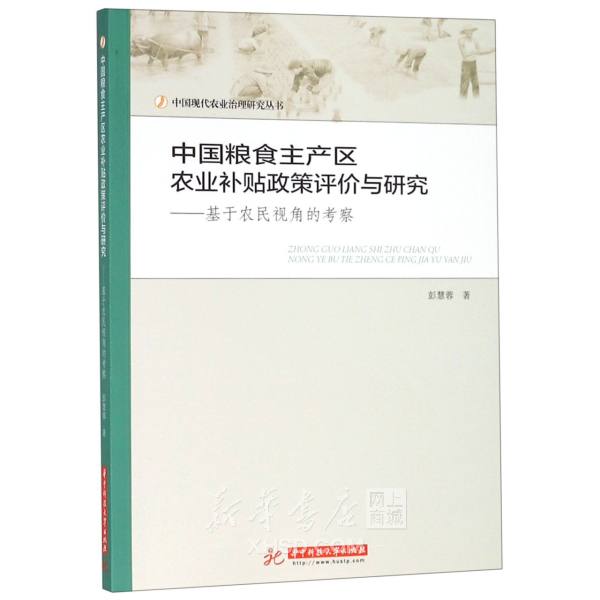 中国现代农业治理研究丛书
中国粮食主产区
农业补贴政策评价与研究
——基于农民视角的考察
ZHONG GUO LIANG SHI ZHU CHAN QU
NONG YE BU TIE ZHENG CE PING JIA YU YAN JIU
彭慧蓉 著
新华书店
网上
商城
XHSD.COM
华中科技大学出版社
http://www.hustp.com
中国粮食主产区农业补贴政策评价与研究
——基于农民视角的考察
彭慧蓉 著
华中科技大学出版社